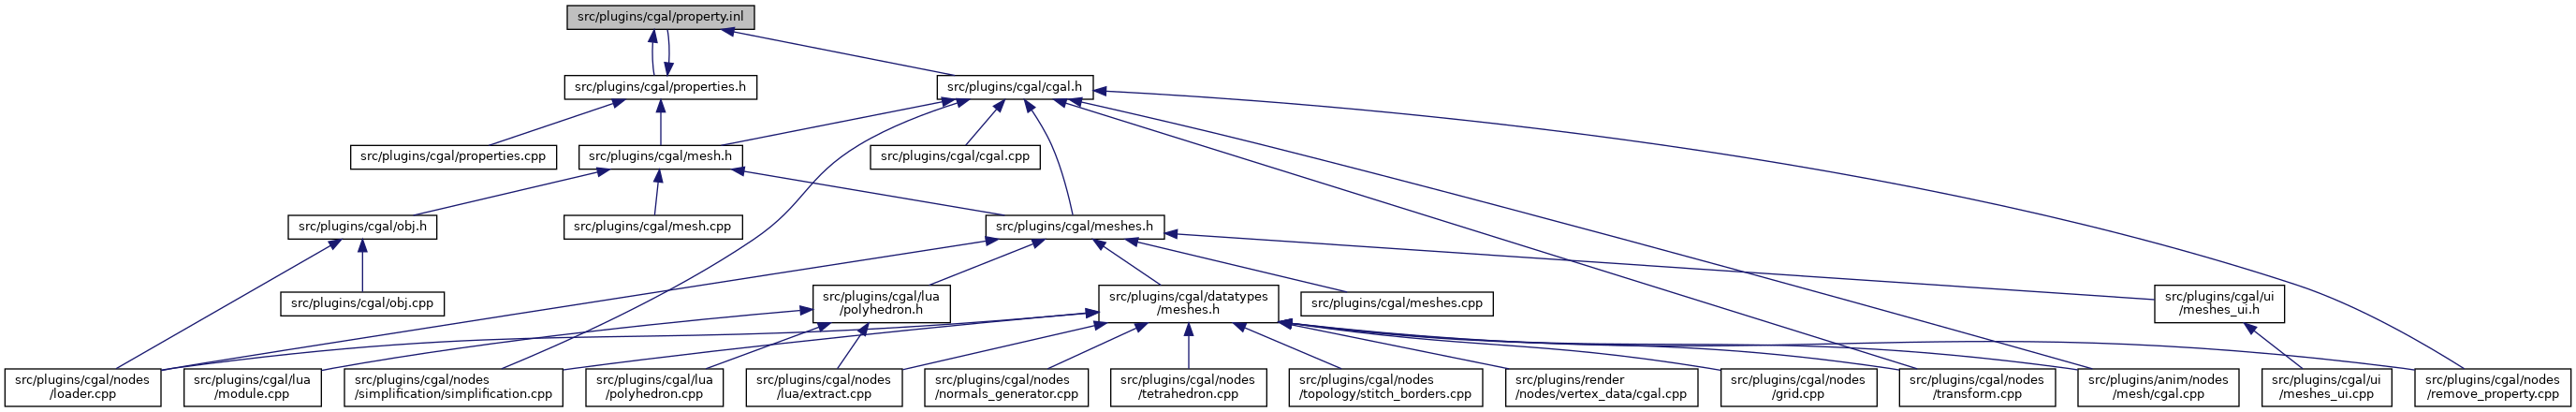 src/plugins/cgal/property.inl
src/plugins/cgal/properties.h
src/plugins/cgal/cgal.h
src/plugins/cgal/properties.cpp
src/plugins/cgal/mesh.h
src/plugins/cgal/cgal.cpp
src/plugins/cgal/obj.h
src/plugins/cgal/mesh.cpp
src/plugins/cgal/meshes.h
src/plugins/cgal/obj.cpp
src/plugins/cgal/lua
/polyhedron.h
src/plugins/cgal/datatypes
/meshes.h
src/plugins/cgal/meshes.cpp
src/plugins/cgal/ui
/meshes_ui.h
src/plugins/cgal/nodes
/loader.cpp
src/plugins/cgal/lua
/module.cpp
src/plugins/cgal/nodes
/simplification/simplification.cpp
src/plugins/cgal/lua
/polyhedron.cpp
src/plugins/cgal/nodes
/lua/extract.cpp
src/plugins/cgal/nodes
/normals_generator.cpp
src/plugins/cgal/nodes
/tetrahedron.cpp
src/plugins/cgal/nodes
/topology/stitch_borders.cpp
src/plugins/render
/nodes/vertex_data/cgal.cpp
src/plugins/cgal/nodes
/grid.cpp
src/plugins/cgal/nodes
/transform.cpp
src/plugins/anim/nodes
/mesh/cgal.cpp
src/plugins/cgal/ui
/meshes_ui.cpp
src/plugins/cgal/nodes
/remove_property.cpp